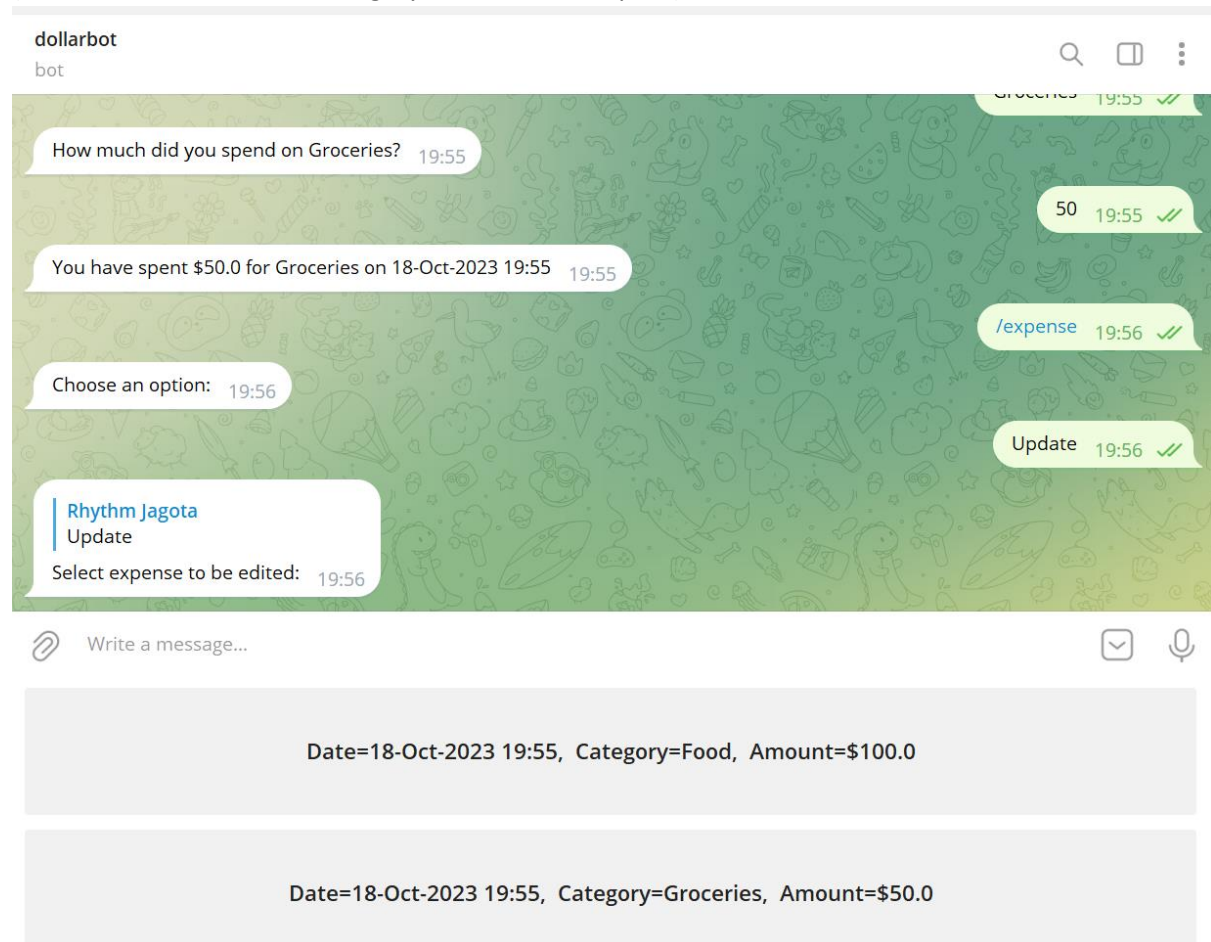 dollarbot
bot
Groceries 19:55
How much did you spend on Groceries? 19:55
50 19:55
You have spent $50.0 for Groceries on 18-Oct-2023 19:55 19:55
/expense 19:56
Choose an option: 19:56
Update 19:56
Rhythm Jagota
Update
Select expense to be edited: 19:56
Write a message...
Date=18-Oct-2023 19:55, Category=Food, Amount=$100.0
Date=18-Oct-2023 19:55, Category=Groceries, Amount=$50.0